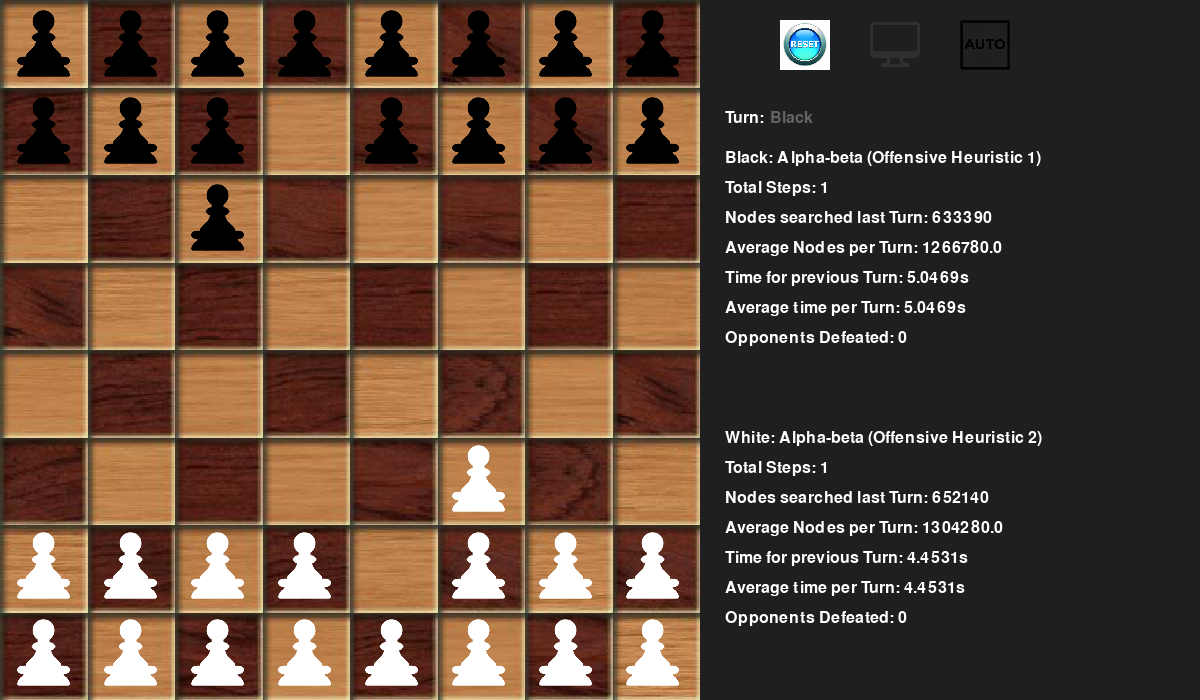 RESET
AUTO
Turn: Black
Black: Alpha-beta (Offensive Heuristic 1)
Total Steps: 1
Nodes searched last Turn: 633390
Average Nodes per Turn: 1266780.0
Time for previous Turn: 5.0469s
Average time per Turn: 5.0469s
Opponents Defeated: 0
White: Alpha-beta (Offensive Heuristic 2)
Total Steps: 1
Nodes searched last Turn: 652140
Average Nodes per Turn: 1304280.0
Time for previous Turn: 4.4531s
Average time per Turn: 4.4531s
Opponents Defeated: 0